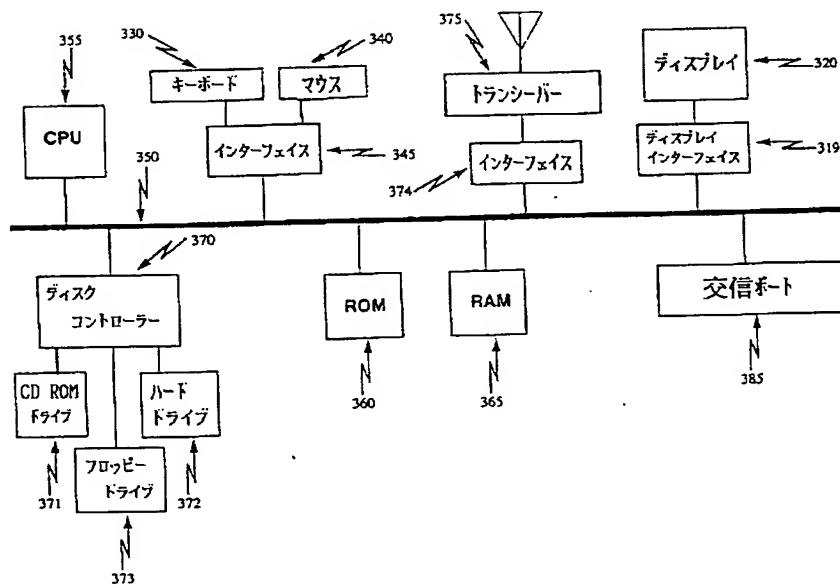 355
330
340
375
キーボード
マウス
ディスプレイ
320
トランシーバー
CPU
インターフェイス
345
インターフェイス
ディスプレイ
インターフェイス
319
350
374
370
ディスク
コントローラー
ROM
RAM
交信ポート
CD ROM
ドライブ
ハード
ドライブ
360
365
385
フロッピー
ドライブ
371
372
373